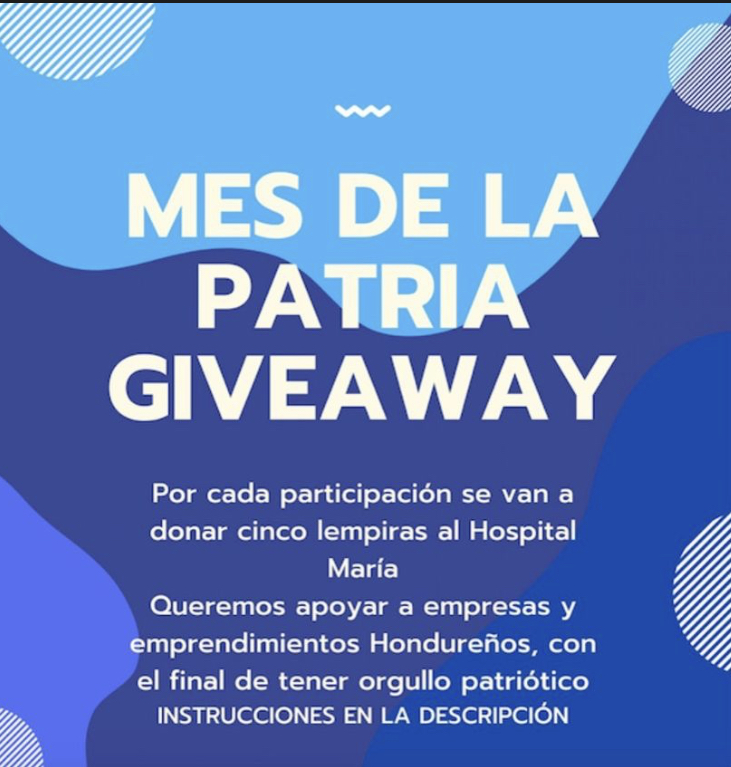 MES DE LA
PATRIA
GIVEAWAY
Por cada participación se van a
donar cinco lempiras al Hospital
María
Queremos apoyar a empresas y
emprendimientos Hondureños, con
el final de tener orgullo patriótico
INSTRUCCIONES EN LA DESCRIPCIÓN